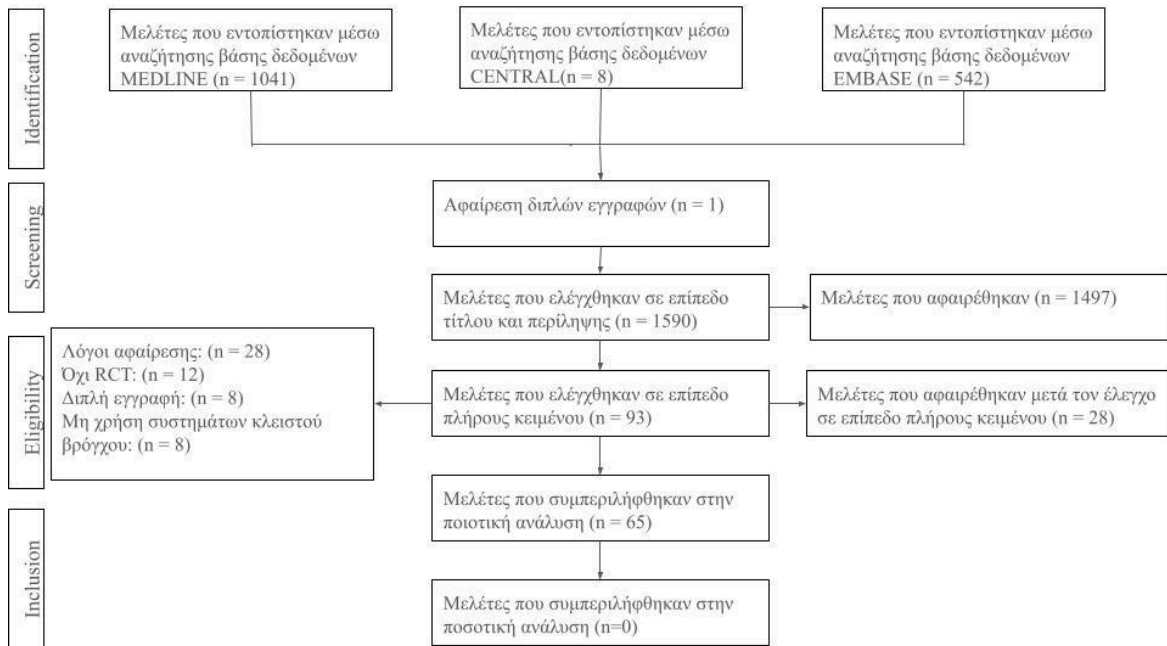 Identification
Μελέτες που εντοπίστηκαν μέσω
αναζήτησης βάσης δεδομένων
MEDLINE (n = 1041)
Μελέτες που εντοπίστηκαν μέσω
αναζήτησης βάσης δεδομένων
CENTRAL(n = 8)
Μελέτες που εντοπίστηκαν μέσω
αναζήτησης βάσης δεδομένων
EMBASE (n = 542)
Screening
Αφαίρεση διπλών εγγραφών (n = 1)
Μελέτες που ελέγχθηκαν σε επίπεδο
τίτλου και περίληψης (n = 1590)
Μελέτες που αφαιρέθηκαν (n = 1497)
Eligibility
Λόγοι αφαίρεσης: (n = 28)
Όχι RCT: (n = 12)
Διπλή εγγραφή: (n = 8)
Μη χρήση συστημάτων κλειστού
βρόγχου: (n = 8)
Μελέτες που ελέγχθηκαν σε επίπεδο
πλήρους κειμένου (n = 93)
Μελέτες που αφαιρέθηκαν μετά τον έλεγχο
σε επίπεδο πλήρους κειμένου (n = 28)
Inclusion
Μελέτες που συμπεριλήφθηκαν στην
ποιοτική ανάλυση (n = 65)
Μελέτες που συμπεριλήφθηκαν στην
ποσοτική ανάλυση (n=0)